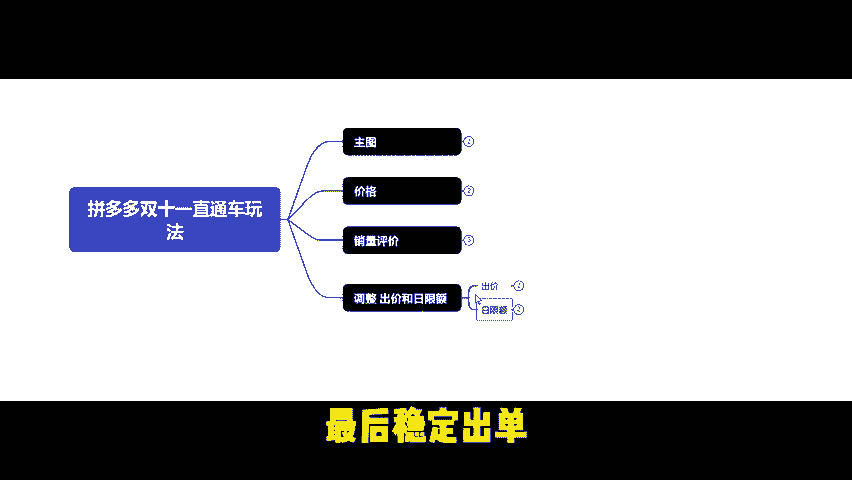 主图
1
价格
2
拼多多双十一直通车玩
法
销量评价
3
调整 出价和日限额
出价
日限额
2
最后稳定出单